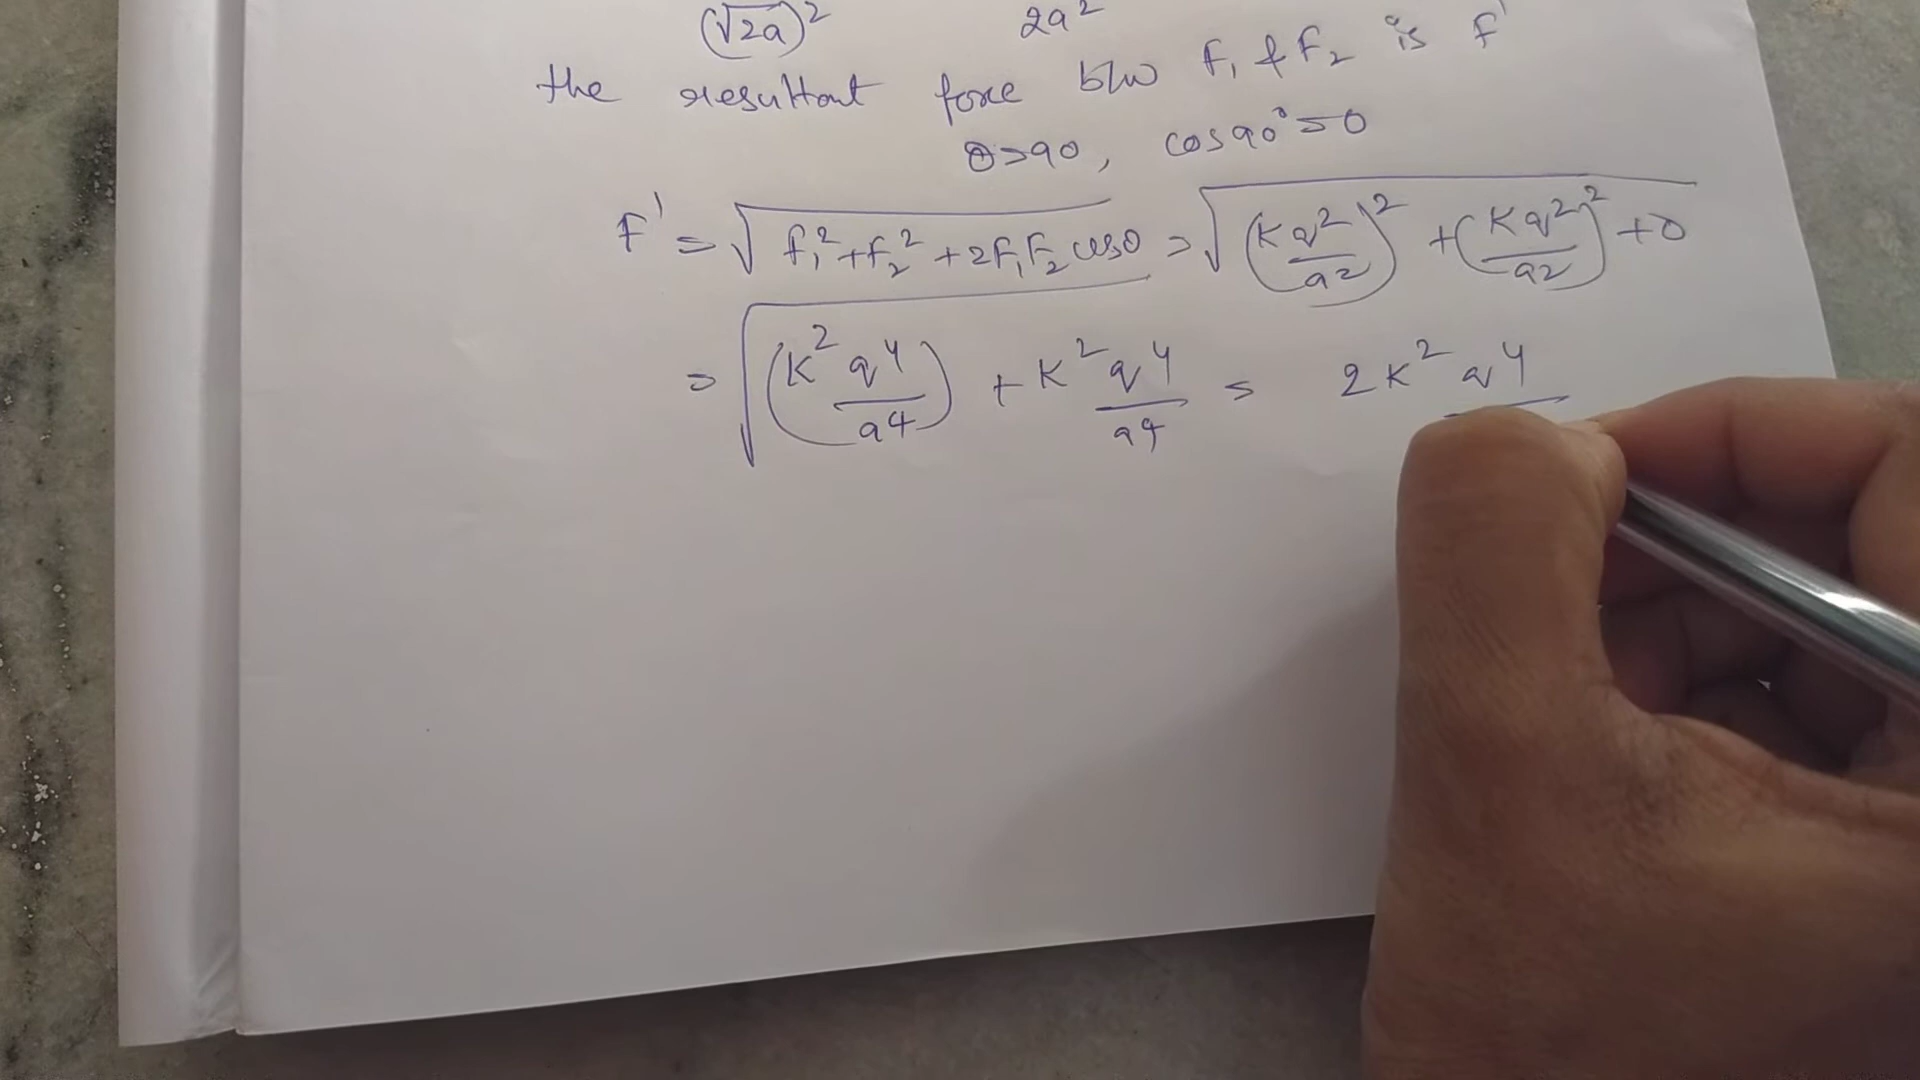 (√2a)² 2a²
the resultant force b/w F₁ & F₂ is F'
θ=90, cos90°=0
F' = √(F₁²+F₂²+2F₁F₂cosθ) = √((Kq²/a²)²+(Kq²/a²)²+0)
= √((K²q⁴/a⁴)+K²q⁴/a⁴) = 2K²q⁴